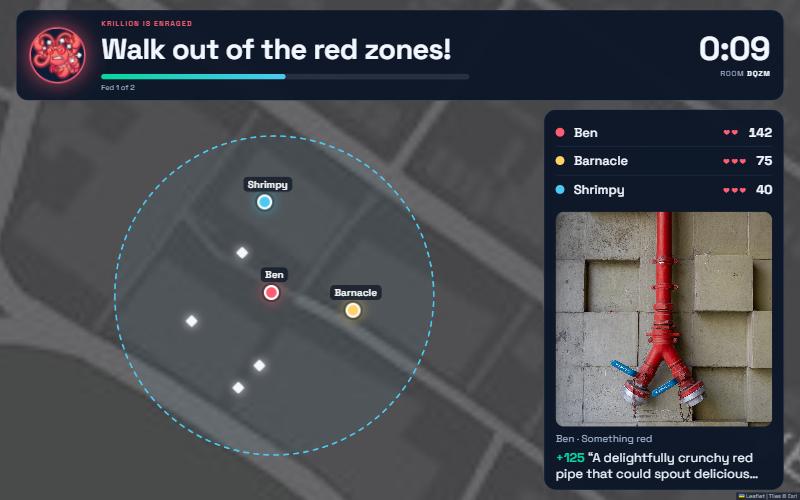 KRILLION IS ENRAGED
Walk out of the red zones!
Fed 1 of 2
0:09
ROOM DQZM
Ben 142
Barnacle 75
Shrimpy 40
Shrimpy
Ben
Barnacle
Ben · Something red
+125 “A delightfully crunchy red
pipe that could spout delicious…
Leaflet | Tiles © Esri